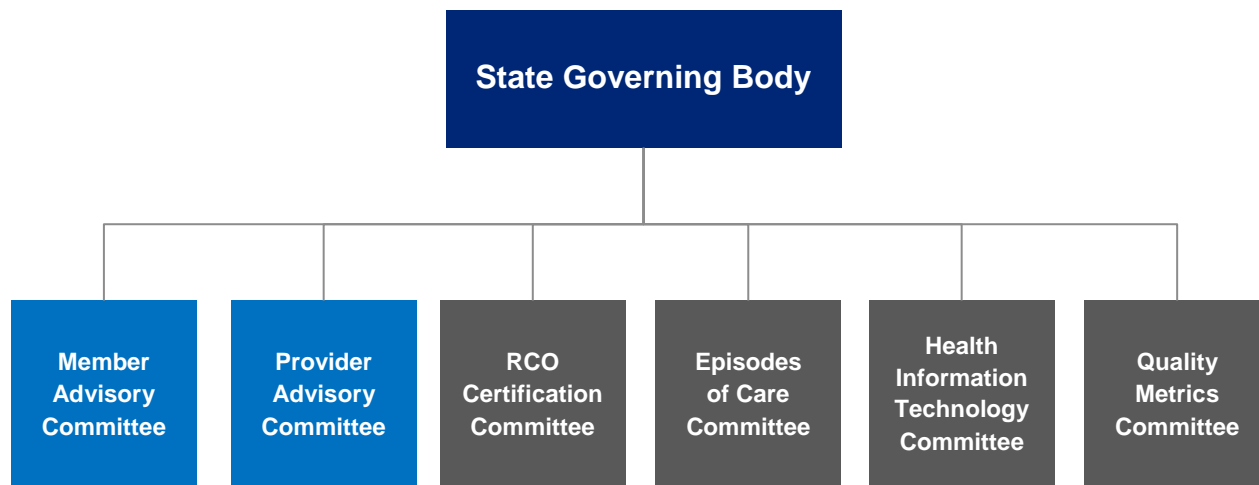 State Governing Body
Member
Advisory
Committee
Provider
Advisory
Committee
RCO
Certification
Committee
Episodes
of Care
Committee
Health
Information
Technology
Committee
Quality
Metrics
Committee